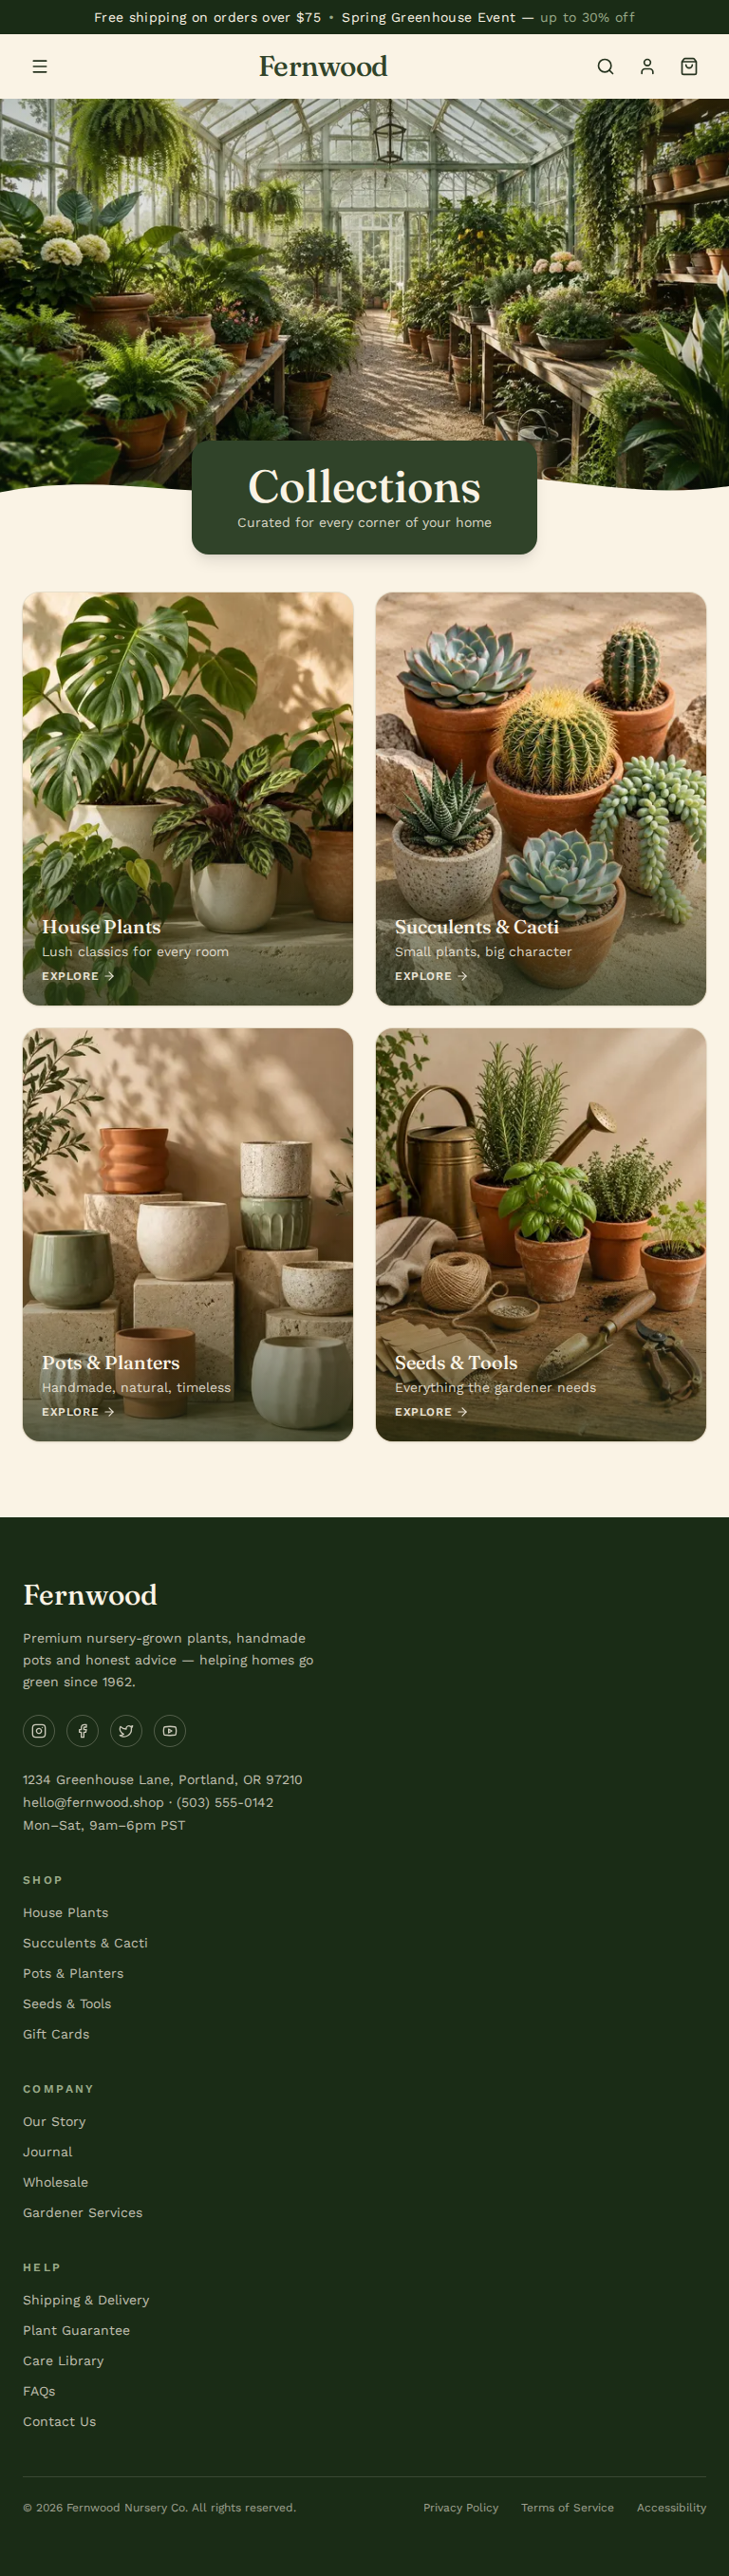 Free shipping on orders over $75 • Spring Greenhouse Event — up to 30% off
Fernwood
Collections
Curated for every corner of your home
House Plants
Lush classics for every room
EXPLORE →
Succulents & Cacti
Small plants, big character
EXPLORE →
Pots & Planters
Handmade, natural, timeless
EXPLORE →
Seeds & Tools
Everything the gardener needs
EXPLORE →
Fernwood
Premium nursery-grown plants, handmade
pots and honest advice — helping homes go
green since 1962.
1234 Greenhouse Lane, Portland, OR 97210
hello@fernwood.shop · (503) 555-0142
Mon–Sat, 9am–6pm PST
SHOP
House Plants
Succulents & Cacti
Pots & Planters
Seeds & Tools
Gift Cards
COMPANY
Our Story
Journal
Wholesale
Gardener Services
HELP
Shipping & Delivery
Plant Guarantee
Care Library
FAQs
Contact Us
© 2026 Fernwood Nursery Co. All rights reserved.
Privacy Policy
Terms of Service
Accessibility